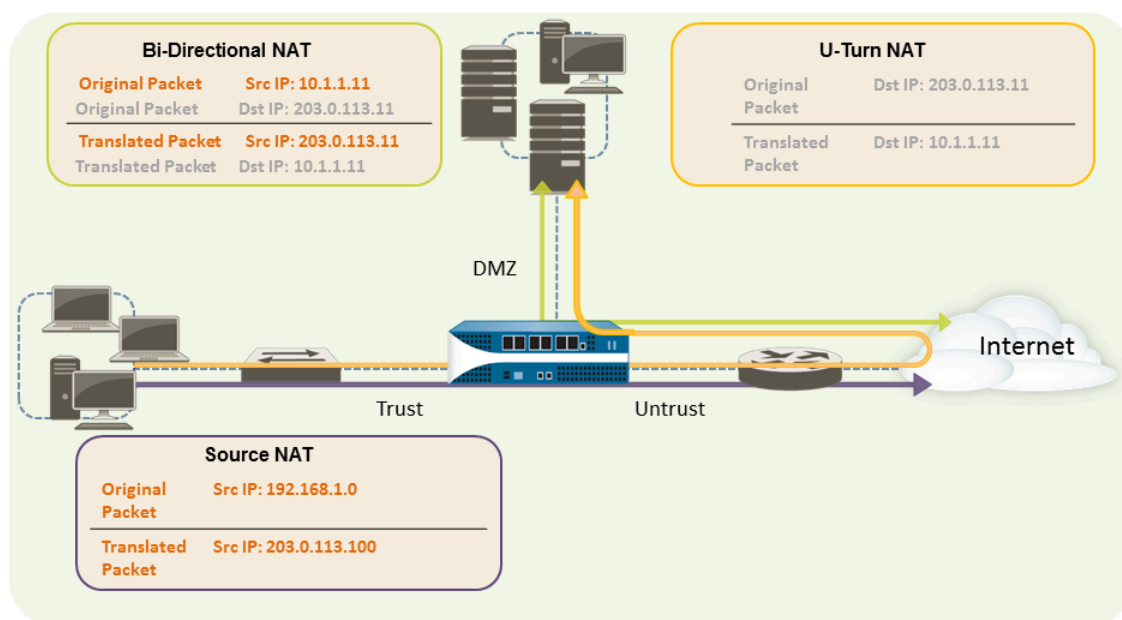 Bi-Directional NAT
Original Packet Src IP: 10.1.1.11
Original Packet Dst IP: 203.0.113.11
Translated Packet Src IP: 203.0.113.11
Translated Packet Dst IP: 10.1.1.11
U-Turn NAT
Original Dst IP: 203.0.113.11
Packet
Translated Dst IP: 10.1.1.11
Packet
DMZ
Internet
Trust
Untrust
Source NAT
Original Src IP: 192.168.1.0
Packet
Translated Src IP: 203.0.113.100
Packet